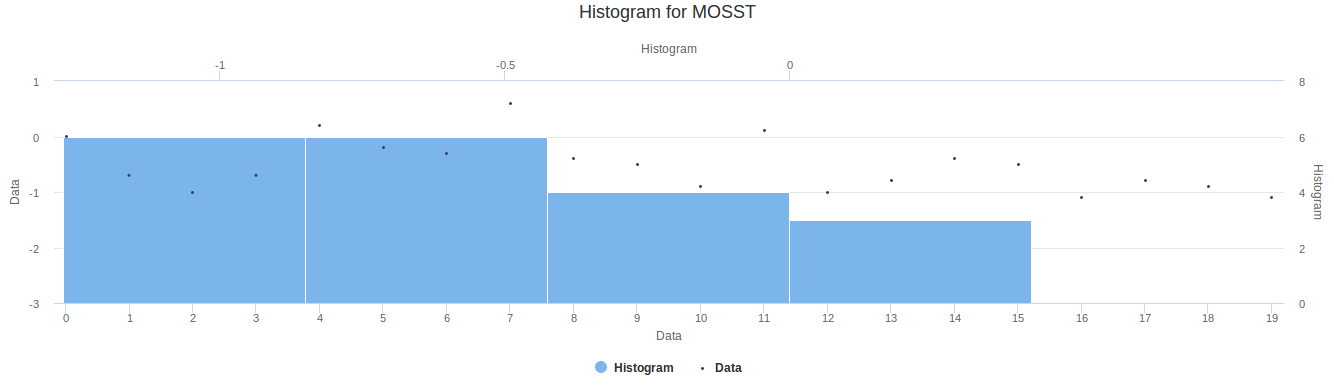 Histogram for MOSST
Histogram
-1 -0.5 0
1 8
0 6
-1 4
-2 2
-3 0
Data
Histogram
0 1 2 3 4 5 6 7 8 9 10 11 12 13 14 15 16 17 18 19
Data
Histogram Data